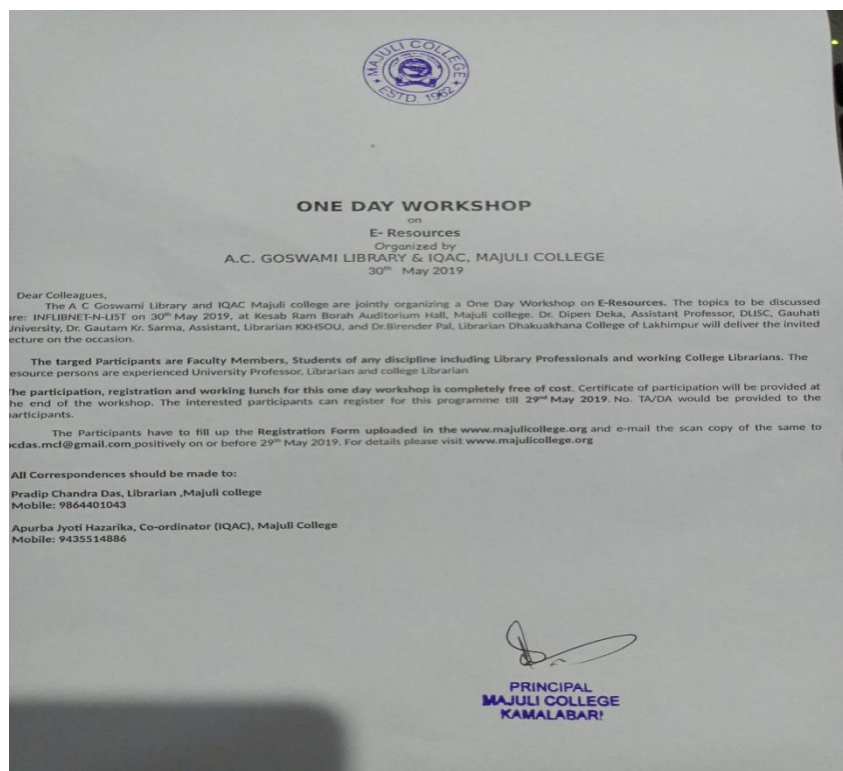 MAJULI COLLEGE
ESTD. 1962
ONE DAY WORKSHOP
on
E- Resources
Organized by
A.C. GOSWAMI LIBRARY & IQAC, MAJULI COLLEGE
30th May 2019
Dear Colleagues,
The A C Goswami Library and IQAC Majuli college are jointly organizing a One Day Workshop on E-Resources. The topics to be discussed
are: INFLIBNET-N-LIST on 30th May 2019, at Kesab Ram Borah Auditorium Hall, Majuli college. Dr. Dipen Deka, Assistant Professor, DLISC, Gauhati
University, Dr. Gautam Kr. Sarma, Assistant, Librarian KKHSOU, and Dr.Birender Pal, Librarian Dhakuakhana College of Lakhimpur will deliver the invited
ecture on the occasion.
The targed Participants are Faculty Members, Students of any discipline including Library Professionals and working College Librarians. The
esource persons are experienced University Professor, Librarian and college Librarian
The participation, registration and working lunch for this one day workshop is completely free of cost. Certificate of participation will be provided at
he end of the workshop. The interested participants can register for this programme till 29nd May 2019. No. TA/DA would be provided to the
participants.
The Participants have to fill up the Registration Form uploaded in the www.majulicollege.org and e-mail the scan copy of the same to
pcdas.mcl@gmail.com positively on or before 29th May 2019. For details please visit www.majulicollege.org
All Correspondences should be made to:
Pradip Chandra Das, Librarian ,Majuli college
Mobile: 9864401043
Apurba Jyoti Hazarika, Co-ordinator (IQAC), Majuli College
Mobile: 9435514886
PRINCIPAL
MAJULI COLLEGE
KAMALABARI